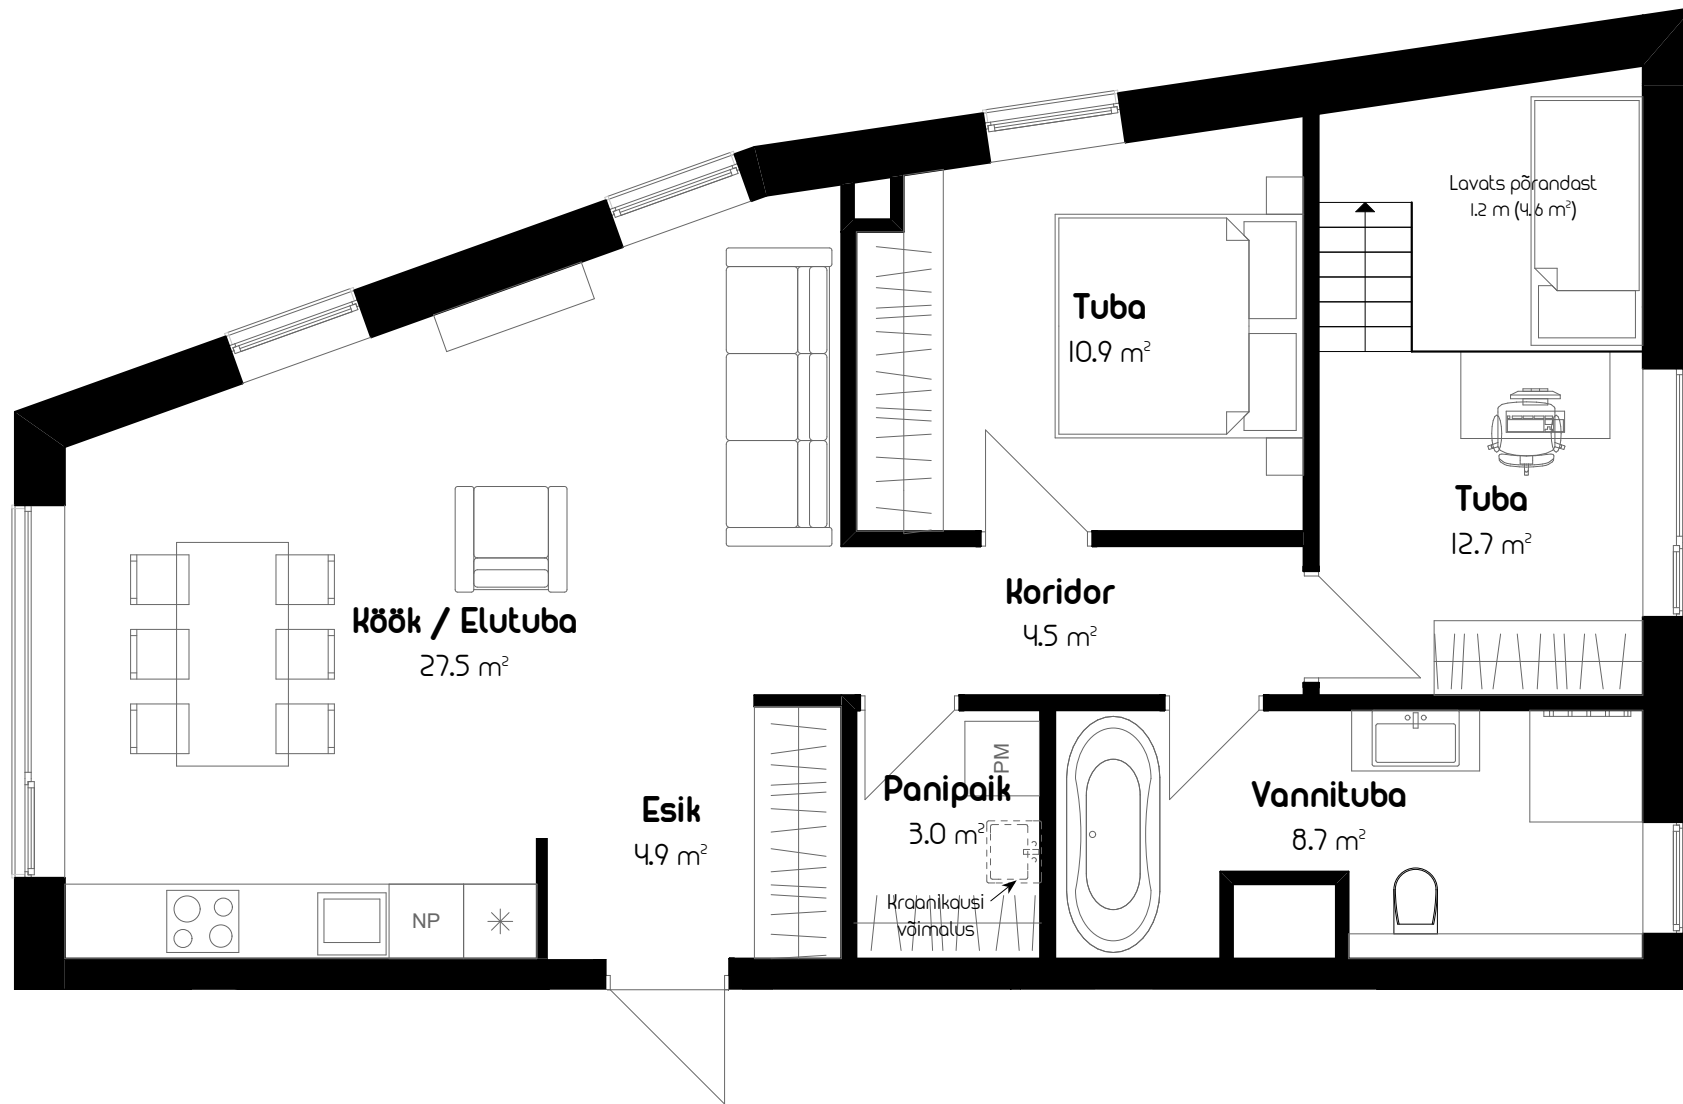 Lavats põrandast
1.2 m (4.6 m²)
Tuba
10.9 m²
Tuba
12.7 m²
Koridor
4.5 m²
Köök / Elutuba
27.5 m²
Esik
4.9 m²
PM
Panipaik
3.0 m²
Kraanikausi
võimalus
Vannituba
8.7 m²
NP